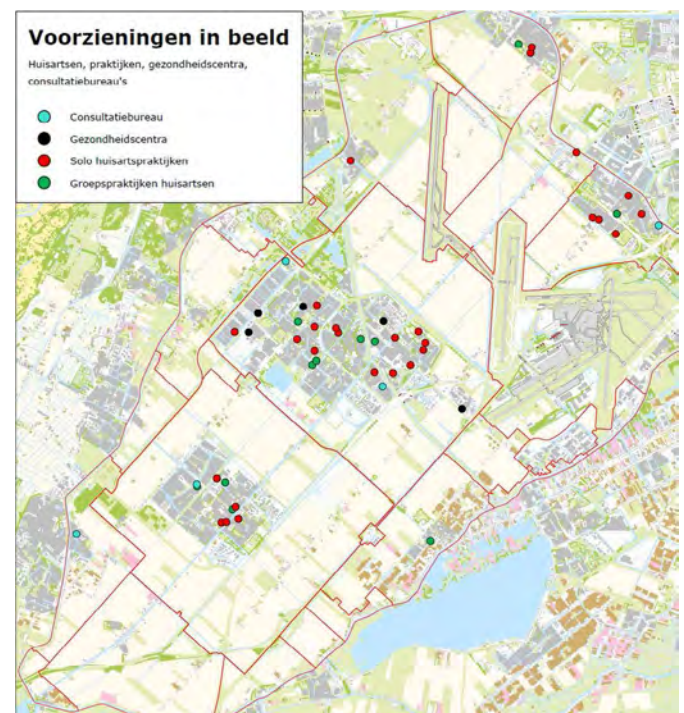 Voorzieningen in beeld
Huisartsen, praktijken, gezondheidscentra,
consultatiebureau's
Consultatiebureau
Gezondheidscentra
Solo huisartspraktijken
Groepspraktijken huisartsen